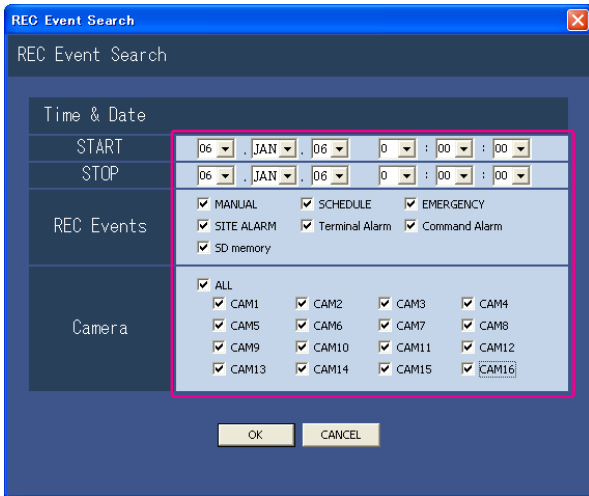 REC Event Search
REC Event Search
Time & Date
START 06 . JAN . 06 0 : 00 : 00
STOP 06 . JAN . 06 0 : 00 : 00
REC Events
MANUAL SCHEDULE EMERGENCY
SITE ALARM Terminal Alarm Command Alarm
SD memory
Camera
ALL
CAM1 CAM2 CAM3 CAM4
CAM5 CAM6 CAM7 CAM8
CAM9 CAM10 CAM11 CAM12
CAM13 CAM14 CAM15 CAM16
OK CANCEL